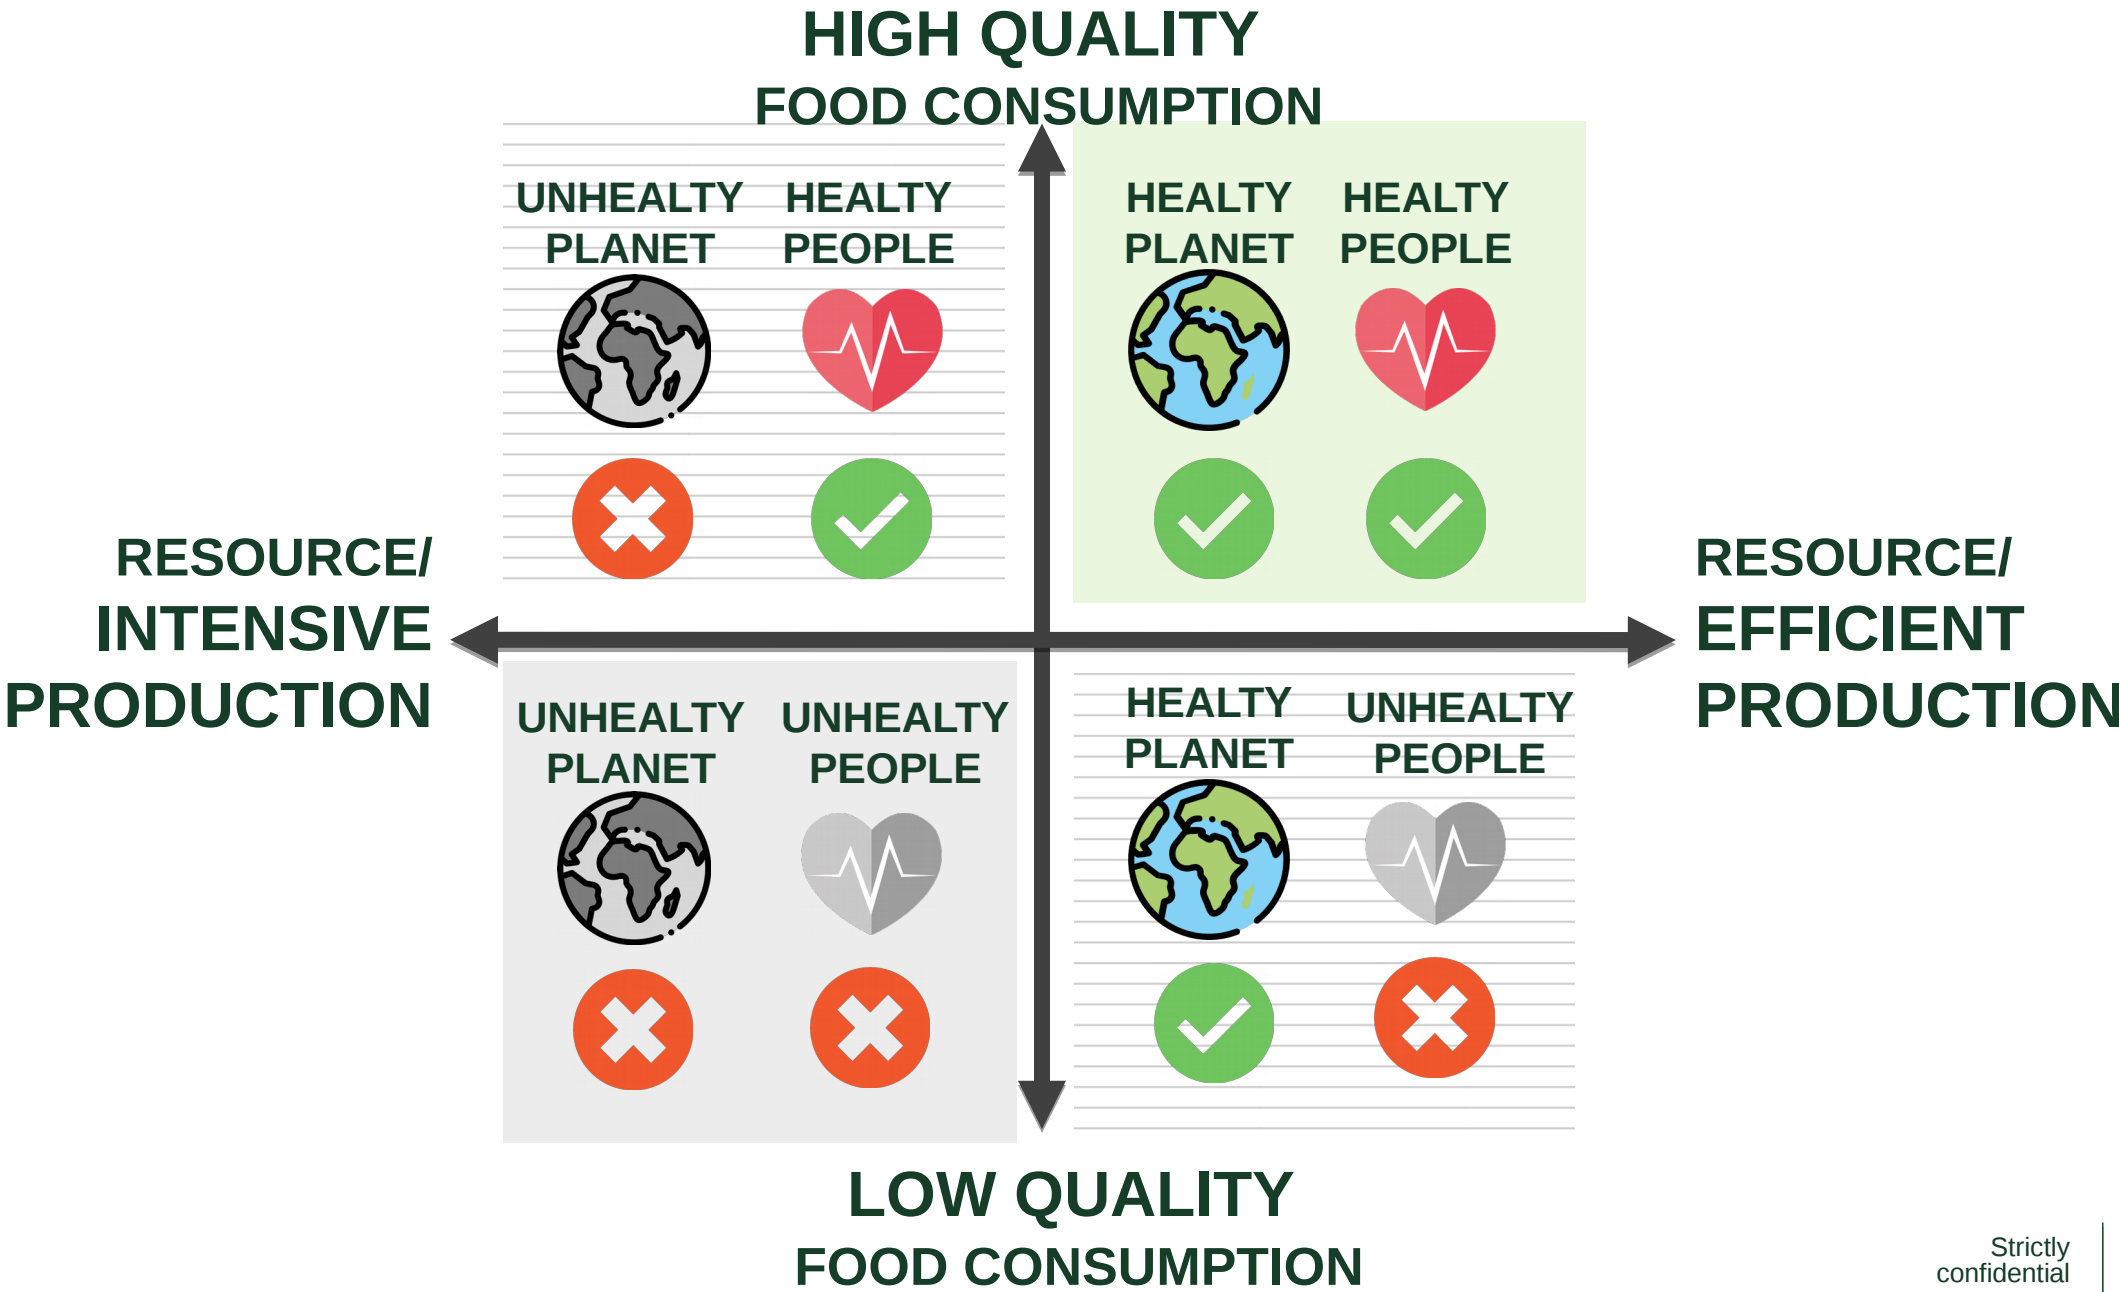 HIGH QUALITY
FOOD CONSUMPTION
UNHEALTY
PLANET
HEALTY
PEOPLE
HEALTY
PLANET
HEALTY
PEOPLE
RESOURCE/
INTENSIVE
PRODUCTION
RESOURCE/
EFFICIENT
PRODUCTION
UNHEALTY
PLANET
UNHEALTY
PEOPLE
HEALTY
PLANET
UNHEALTY
PEOPLE
LOW QUALITY
FOOD CONSUMPTION
Strictly
confidential